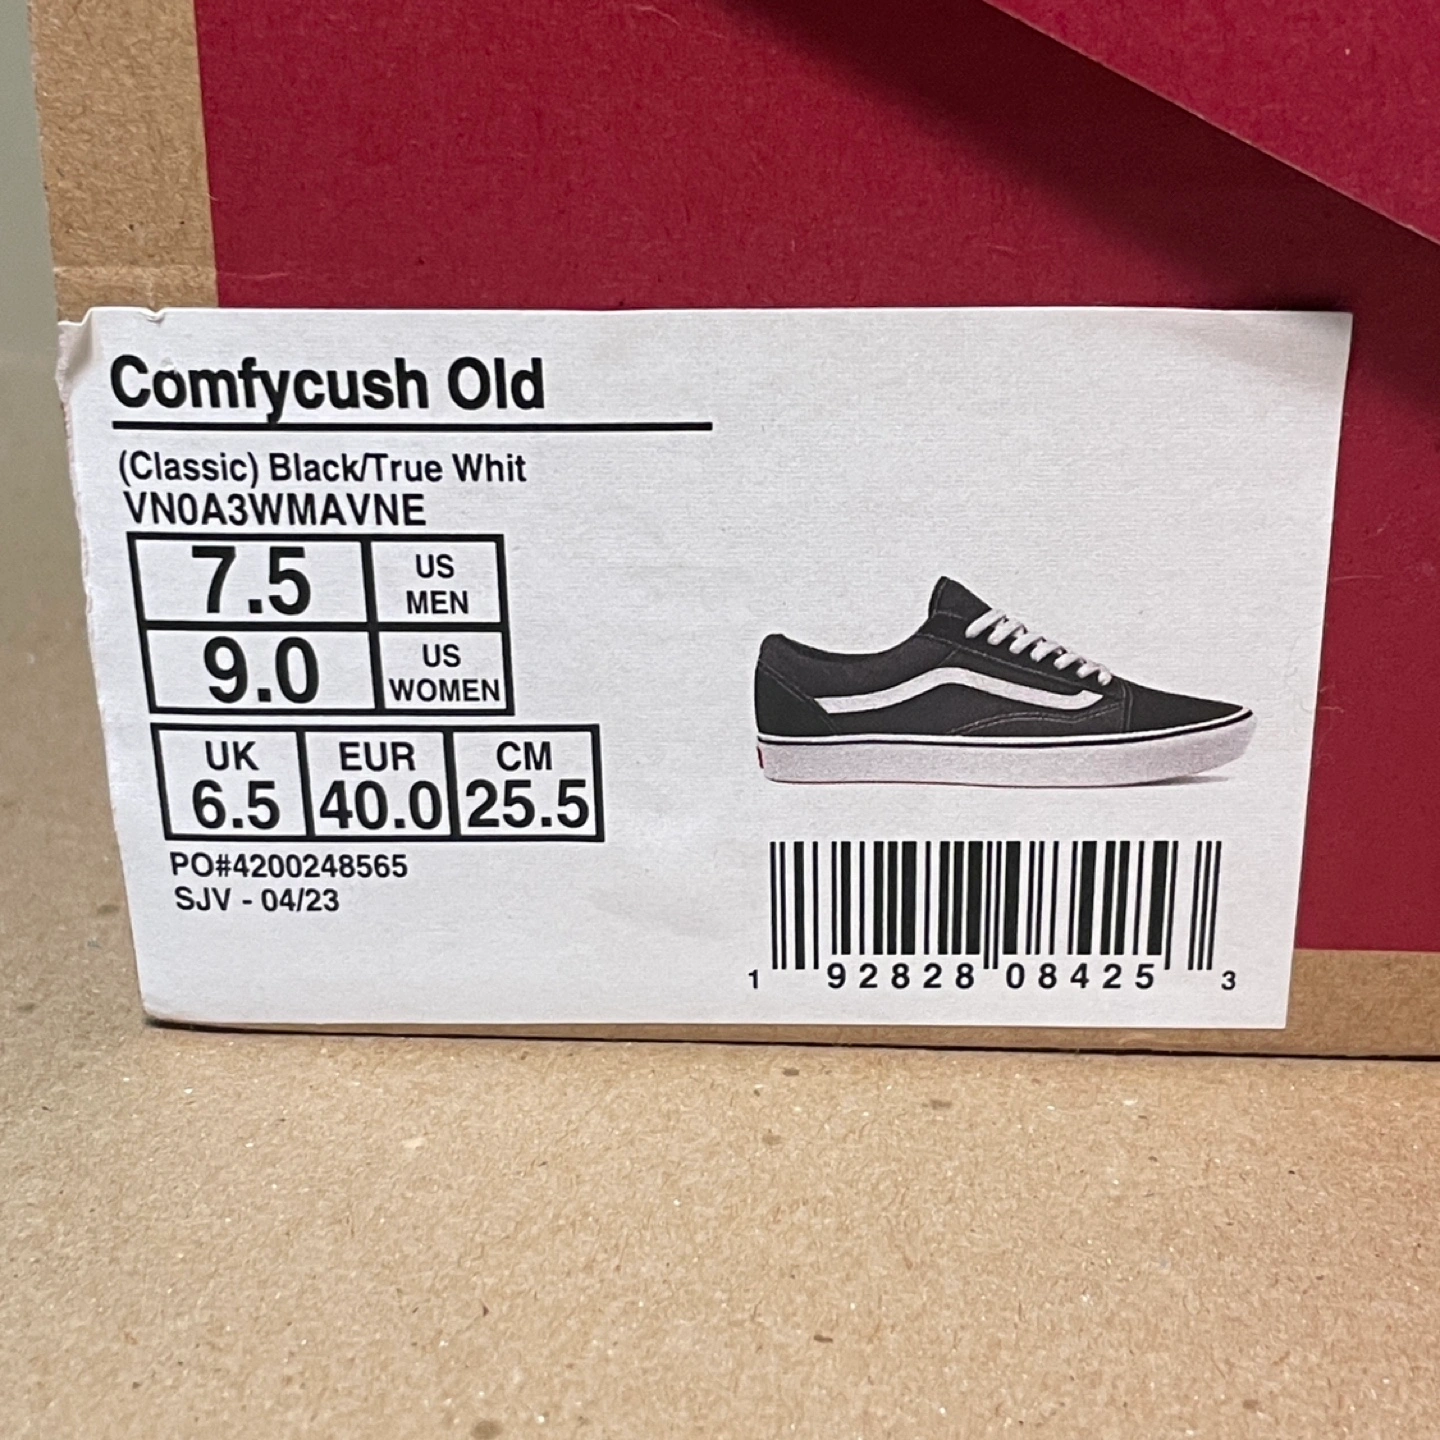 Comfycush Old
(Classic) Black/True Whit
VN0A3WMAVNE
7.5 US MEN
9.0 US WOMEN
UK EUR CM
6.5 40.0 25.5
PO#4200248565
SJV - 04/23
1 92828 08425 3